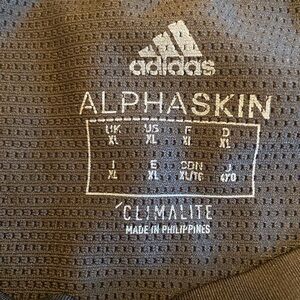 adidas
ALPHASKIN
UK US F D
XL XL XL XL
I E CDN J
XL XL XL/TG
CLIMALITE
MADE IN PHILIPPINES